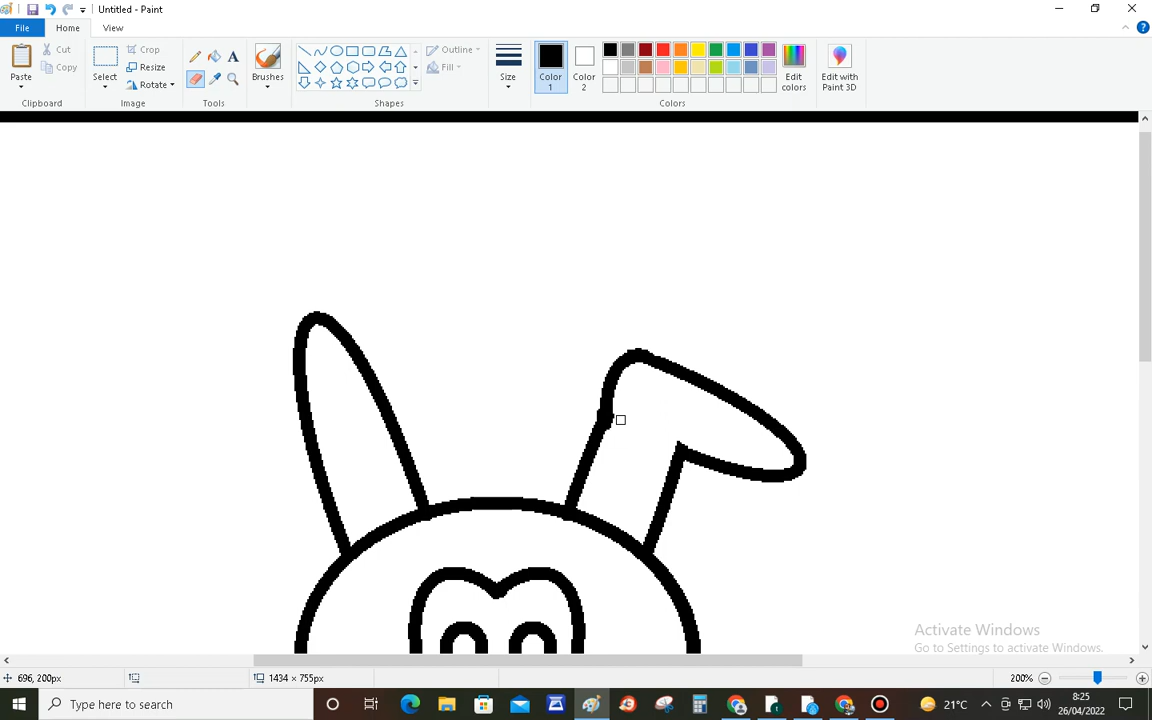 Untitled - Paint
File Home View
Paste
Cut
Copy
Clipboard
Select
Crop
Resize
Rotate
Image
A
Tools
Brushes
Shapes
Outline
Fill
Size
Color 1
Color 2
Edit colors
Colors
Edit with Paint 3D
Activate Windows
Go to Settings to activate Windows.
696, 200px
1434 × 755px
200%
Type here to search
21°C
8:25
26/04/2022